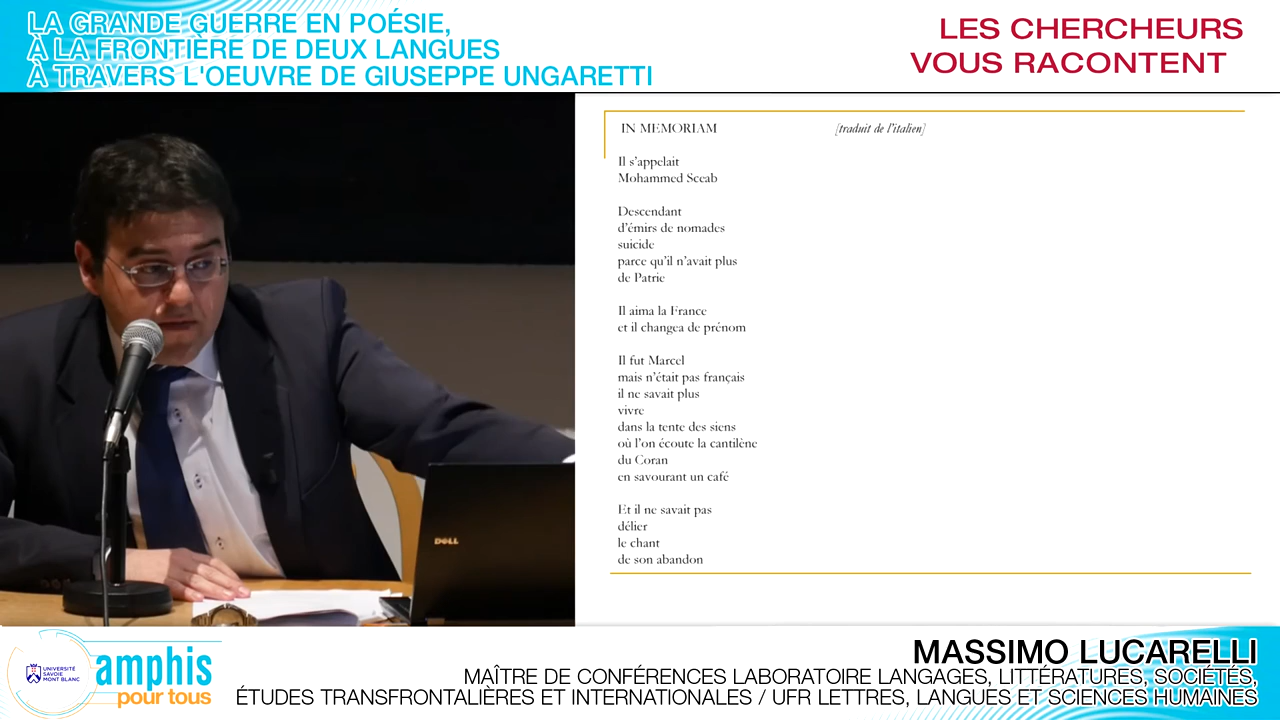 LA GRANDE GUERRE EN POÉSIE,
À LA FRONTIÈRE DE DEUX LANGUES
À TRAVERS L'OEUVRE DE GIUSEPPE UNGARETTI
LES CHERCHEURS
VOUS RACONTENT
IN MEMORIAM [traduit de l'italien]
Il s'appelait
Mohammed Sceab
Descendant
d'émirs de nomades
suicide
parce qu'il n'avait plus
de Patrie
Il aima la France
et il changea de prénom
Il fut Marcel
mais n'était pas français
il ne savait plus
vivre
dans la tente des siens
où l'on écoute la cantilène
du Coran
en savourant un café
Et il ne savait pas
délier
le chant
de son abandon
DELL
UNIVERSITÉ
SAVOIE
MONT BLANC
amphis
pour tous
MASSIMO LUCARELLI
MAÎTRE DE CONFÉRENCES LABORATOIRE LANGAGES, LITTÉRATURES, SOCIÉTÉS,
ÉTUDES TRANSFRONTALIÈRES ET INTERNATIONALES / UFR LETTRES, LANGUES ET SCIENCES HUMAINES